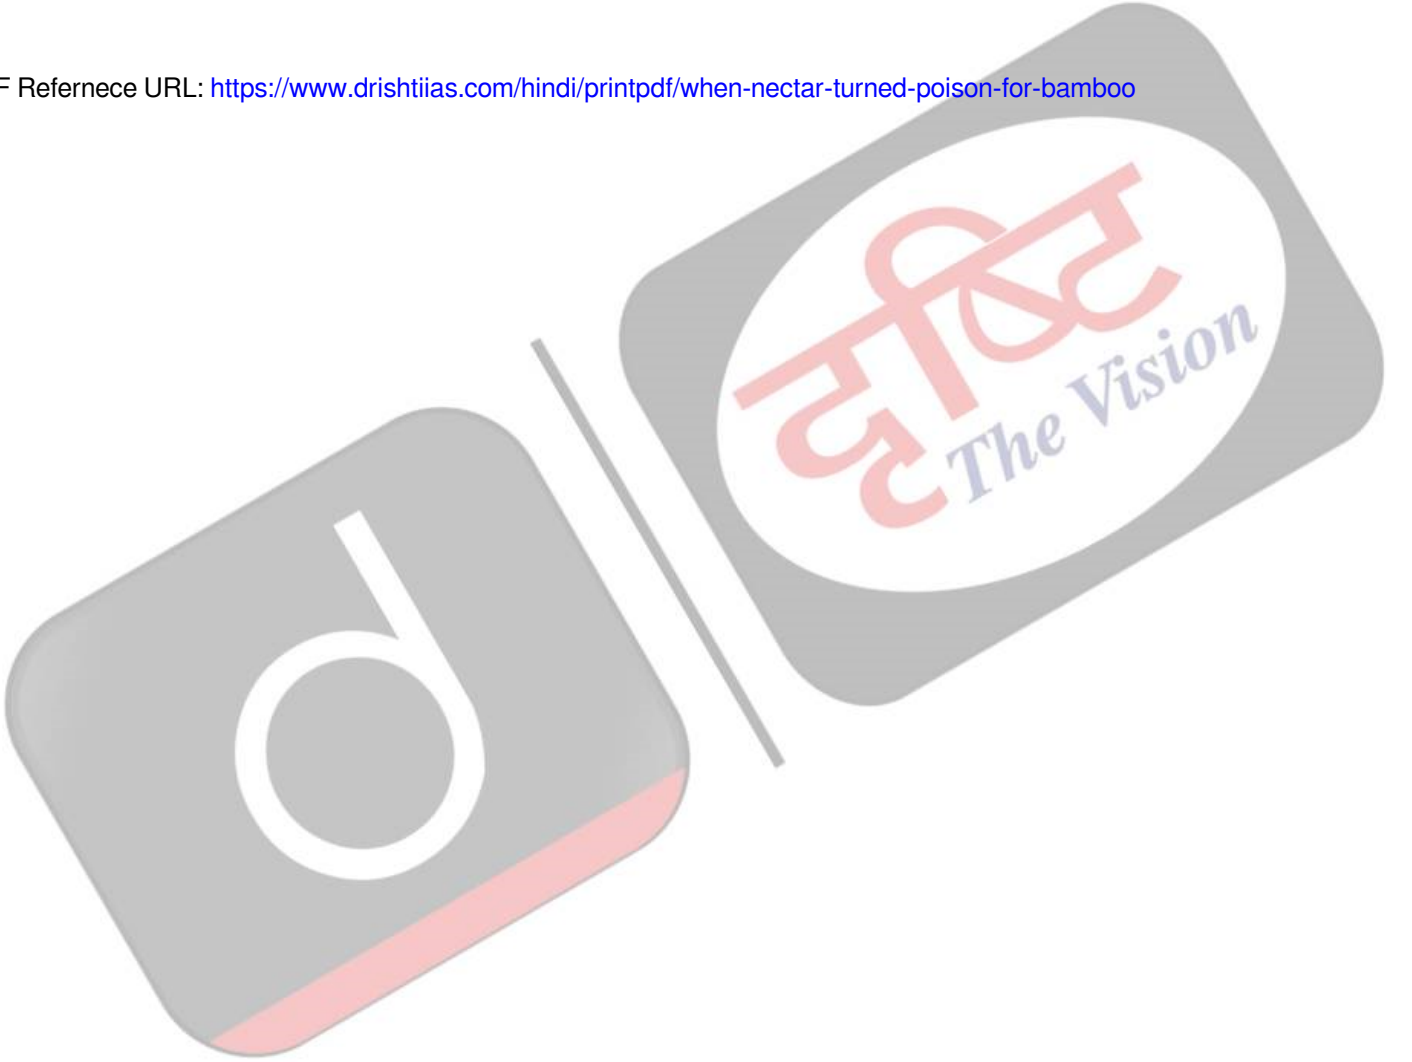 F Refernece URL: https://www.drishtiias.com/hindi/printpdf/when-nectar-turned-poison-for-bamboo
दृष्टि
The Vision
d